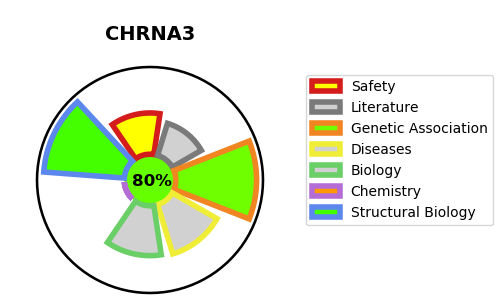 CHRNA3
80%
Safety
Literature
Genetic Association
Diseases
Biology
Chemistry
Structural Biology